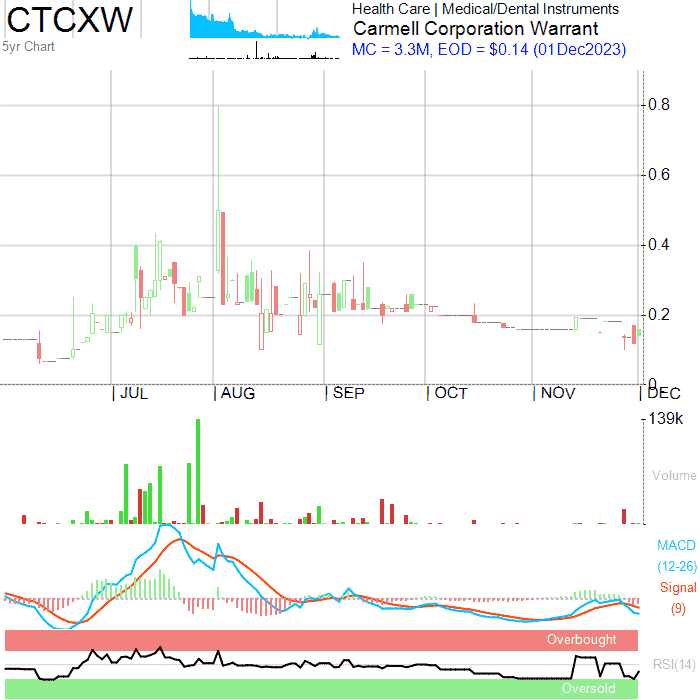 CTCXW
5yr Chart
Health Care | Medical/Dental Instruments
Carmell Corporation Warrant
MC = 3.3M, EOD = $0.14 (01Dec2023)
0.8
0.6
0.4
0.2
0
JUL AUG SEP OCT NOV DEC
139k
Volume
MACD
(12-26)
Signal
(9)
Overbought
RSI(14)
Oversold